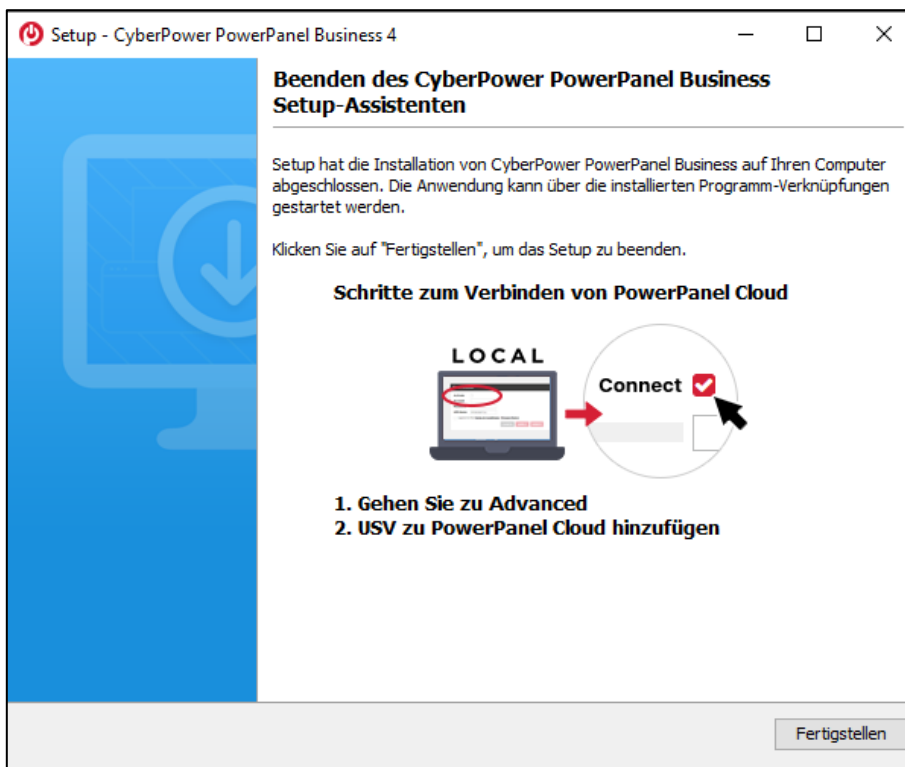 Setup - CyberPower PowerPanel Business 4
Beenden des CyberPower PowerPanel Business
Setup-Assistenten
Setup hat die Installation von CyberPower PowerPanel Business auf Ihren Computer
abgeschlossen. Die Anwendung kann über die installierten Programm-Verknüpfungen
gestartet werden.
Klicken Sie auf "Fertigstellen", um das Setup zu beenden.
Schritte zum Verbinden von PowerPanel Cloud
LOCAL
Connect
1. Gehen Sie zu Advanced
2. USV zu PowerPanel Cloud hinzufügen
Fertigstellen